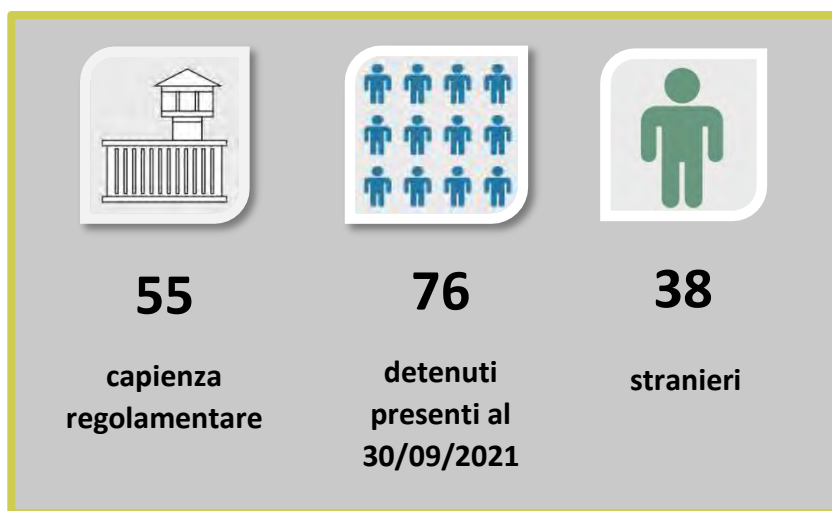 55
capienza
regolamentare
76
detenuti
presenti al
30/09/2021
38
stranieri